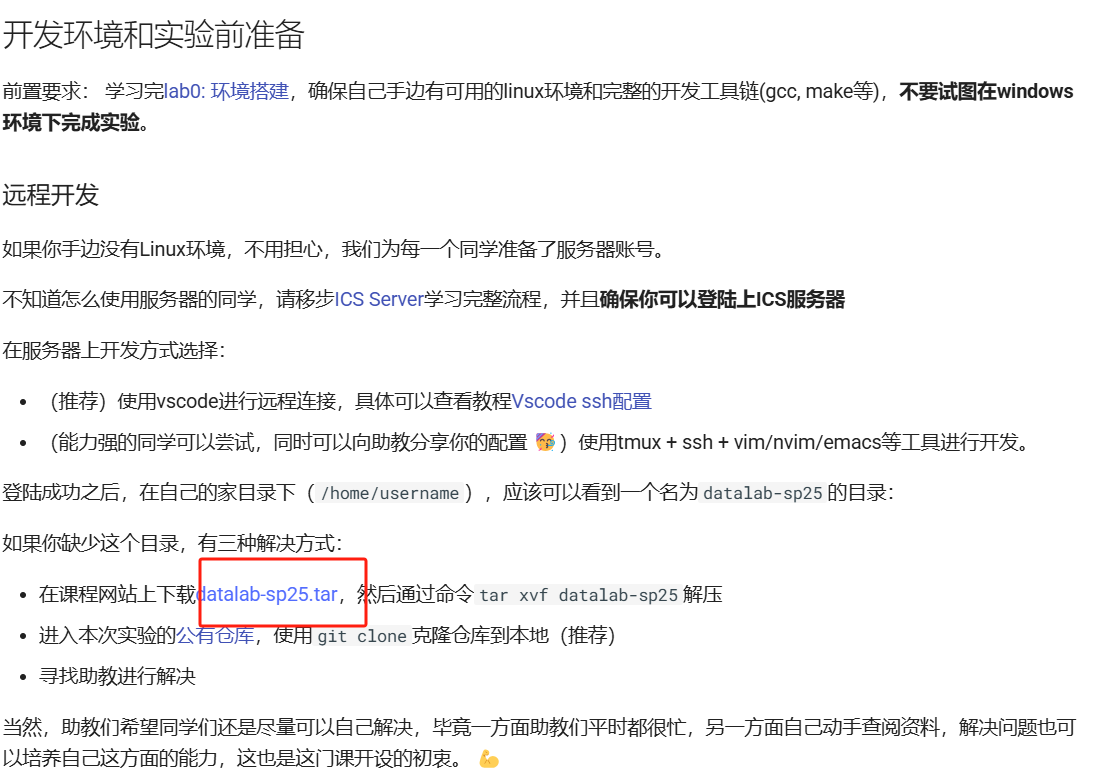 开发环境和实验前准备
前置要求： 学习完lab0: 环境搭建，确保自己手边有可用的linux环境和完整的开发工具链(gcc, make等)，不要试图在windows
环境下完成实验。
远程开发
如果你手边没有Linux环境，不用担心，我们为每一个同学准备了服务器账号。
不知道怎么使用服务器的同学，请移步ICS Server学习完整流程，并且确保你可以登陆上ICS服务器
在服务器上开发方式选择：
• （推荐）使用vscode进行远程连接，具体可以查看教程Vscode ssh配置
• （能力强的同学可以尝试，同时可以向助教分享你的配置 🥳 ）使用tmux + ssh + vim/nvim/emacs等工具进行开发。
登陆成功之后，在自己的家目录下（ /home/username ），应该可以看到一个名为 datalab-sp25 的目录：
如果你缺少这个目录，有三种解决方式：
• 在课程网站上下载datalab-sp25.tar，然后通过命令 tar xvf datalab-sp25 解压
• 进入本次实验的公有仓库，使用 git clone 克隆仓库到本地（推荐）
• 寻找助教进行解决
当然，助教们希望同学们还是尽量可以自己解决，毕竟一方面助教们平时都很忙，另一方面自己动手查阅资料，解决问题也可
以培养自己这方面的能力，这也是这门课开设的初衷。 💪